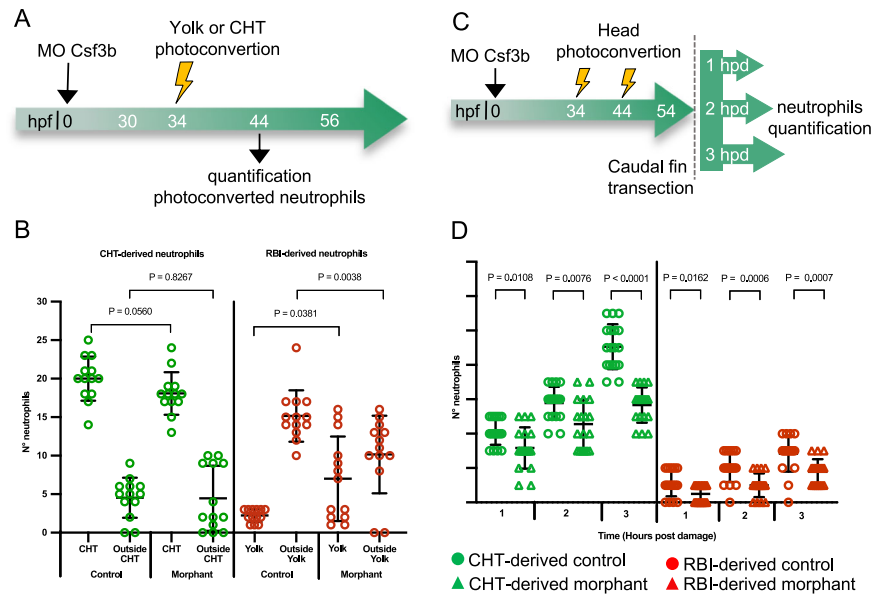 A
Yolk or CHT
photoconvertion
MO Csf3b
hpf 0 30 34 44 56
quantification
photoconverted neutrophils
C
Head
photoconvertion
MO Csf3b
hpf 0 34 44 54
1 hpd
2 hpd
3 hpd
neutrophils
quantification
Caudal fin
transection
B
CHT-derived neutrophils
RBI-derived neutrophils
P = 0.8267
P = 0.0038
P = 0.0560
P = 0.0381
N° neutrophils
30
25
20
15
10
5
0
CHT
Outside
CHT
CHT
Outside
CHT
Yolk
Outside
Yolk
Yolk
Outside
Yolk
Control
Morphant
Control
Morphant
D
P = 0.0108
P = 0.0076
P < 0.0001
P = 0.0162
P = 0.0006
P = 0.0007
N° neutrophils
1 2 3 1 2 3
Time (Hours post damage)
CHT-derived control
RBI-derived control
CHT-derived morphant
RBI-derived morphant